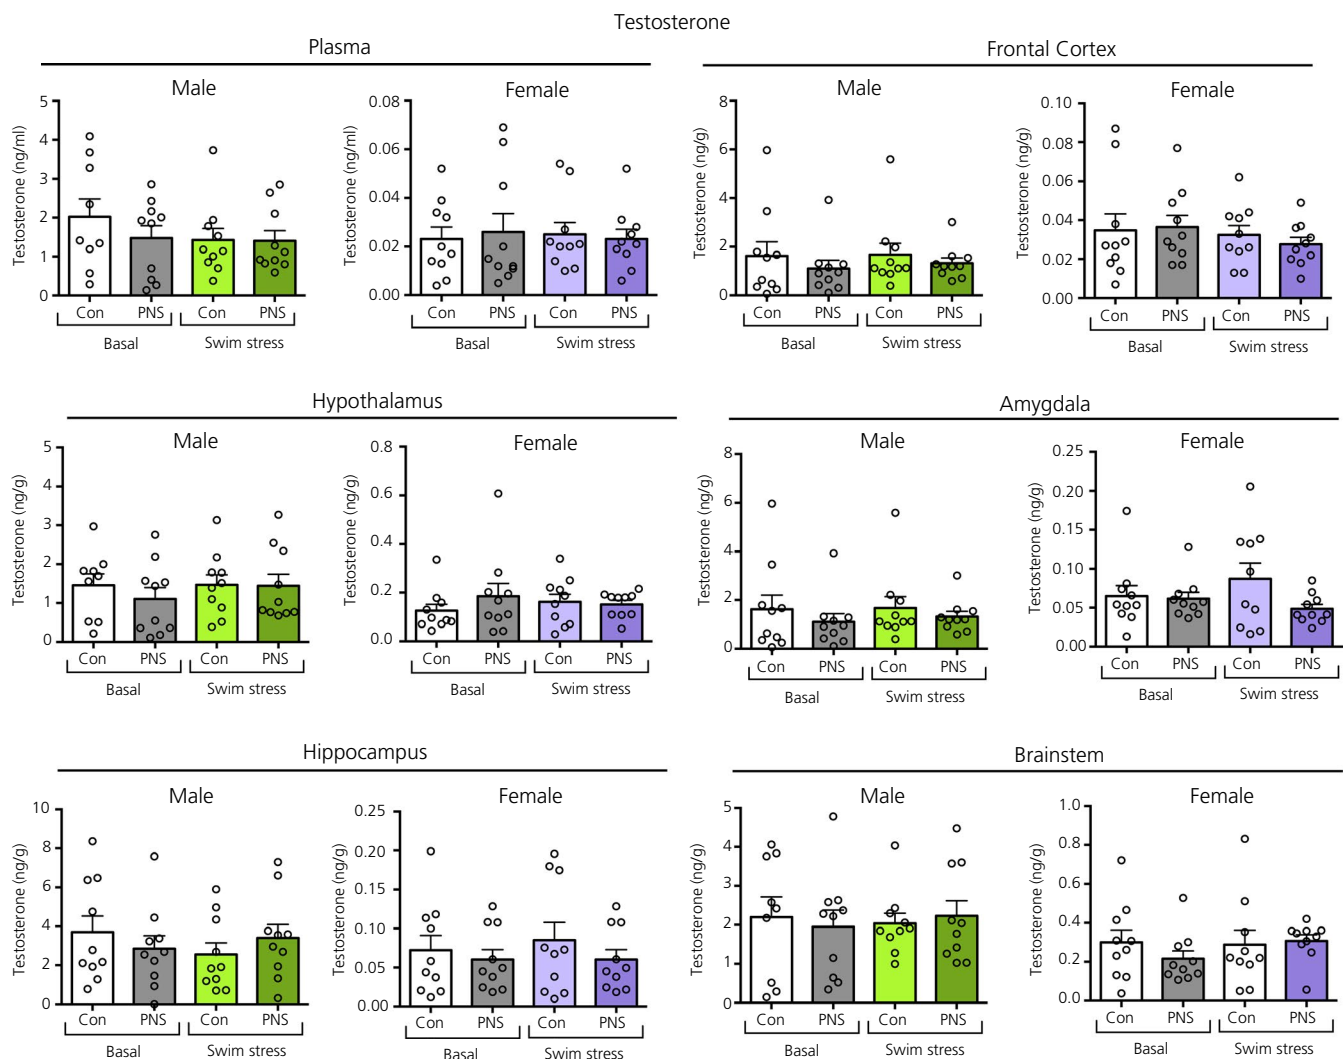 Testosterone
Plasma
Frontal Cortex
Male
Female
Male
Female
Testosterone (ng/ml)
5
4
3
2
1
0
Con PNS Con PNS
Basal Swim stress
Testosterone (ng/ml)
0.08
0.06
0.04
0.02
0.00
Con PNS Con PNS
Basal Swim stress
Testosterone (ng/g)
8
6
4
2
0
Con PNS Con PNS
Basal Swim stress
Testosterone (ng/g)
0.10
0.08
0.06
0.04
0.02
0.00
Con PNS Con PNS
Basal Swim stress
Hypothalamus
Amygdala
Male
Female
Male
Female
Testosterone (ng/g)
5
4
3
2
1
0
Con PNS Con PNS
Basal Swim stress
Testosterone (ng/g)
0.8
0.6
0.4
0.2
0.0
Con PNS Con PNS
Basal Swim stress
Testosterone (ng/g)
8
6
4
2
0
Con PNS Con PNS
Basal Swim stress
Testosterone (ng/g)
0.25
0.20
0.15
0.10
0.05
0.00
Con PNS Con PNS
Basal Swim stress
Hippocampus
Brainstem
Male
Female
Male
Female
Testosterone (ng/g)
10
8
6
4
2
0
Con PNS Con PNS
Basal Swim stress
Testosterone (ng/g)
0.25
0.20
0.15
0.10
0.05
0.00
Con PNS Con PNS
Basal Swim stress
Testosterone (ng/g)
5
4
3
2
1
0
Con PNS Con PNS
Basal Swim stress
Testosterone (ng/g)
1.0
0.8
0.6
0.4
0.2
0.0
Con PNS Con PNS
Basal Swim stress